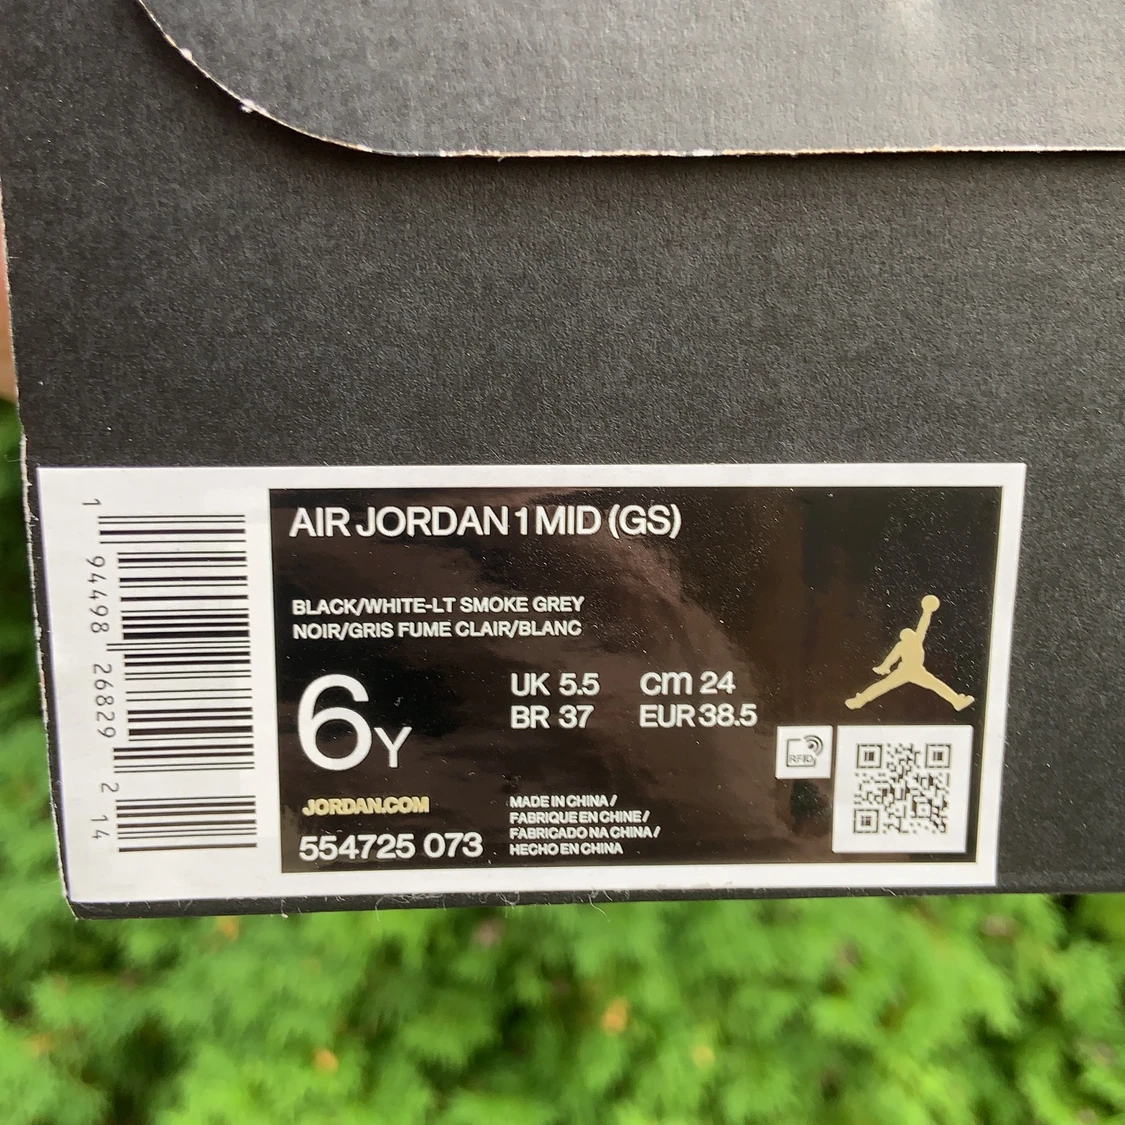 AIR JORDAN 1 MID (GS)
BLACK/WHITE-LT SMOKE GREY
NOIR/GRIS FUME CLAIR/BLANC
6Y
UK 5.5 cm 24
BR 37 EUR 38.5
JORDAN.COM
554725 073
MADE IN CHINA /
FABRIQUE EN CHINE /
FABRICADO NA CHINA /
HECHO EN CHINA
RFID
1 94498 26829 2 14